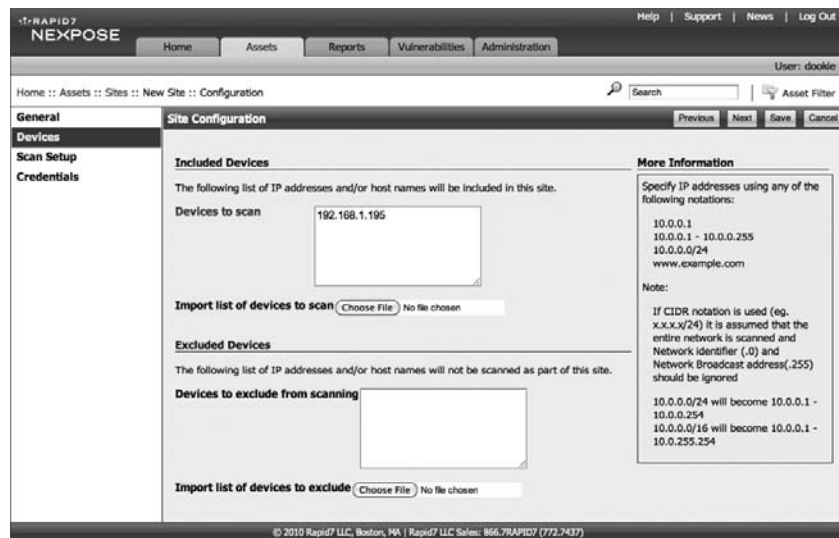 RAPID7
NEXPOSE
Help | Support | News | Log Out
Home Assets Reports Vulnerabilities Administration
User: dookie
Home :: Assets :: Sites :: New Site :: Configuration
Search
Asset Filter
General
Devices
Scan Setup
Credentials
Site Configuration
Previous Next Save Cancel
Included Devices
The following list of IP addresses and/or host names will be included in this site.
Devices to scan
192.168.1.195
Import list of devices to scan Choose File No file chosen
Excluded Devices
The following list of IP addresses and/or host names will not be scanned as part of this site.
Devices to exclude from scanning
Import list of devices to exclude Choose File No file chosen
More Information
Specify IP addresses using any of the
following notations:
10.0.0.1
10.0.0.1 - 10.0.0.255
10.0.0.0/24
www.example.com
Note:
If CIDR notation is used (eg.
x.x.x.x/24) it is assumed that the
entire network is scanned and
Network identifier (.0) and
Network Broadcast address(.255)
should be ignored
10.0.0.0/24 will become 10.0.0.1 -
10.0.0.254
10.0.0.0/16 will become 10.0.0.1 -
10.0.255.254
© 2010 Rapid7 LLC, Boston, MA | Rapid7 LLC Sales: 866.7RAPID7 (772.7437)